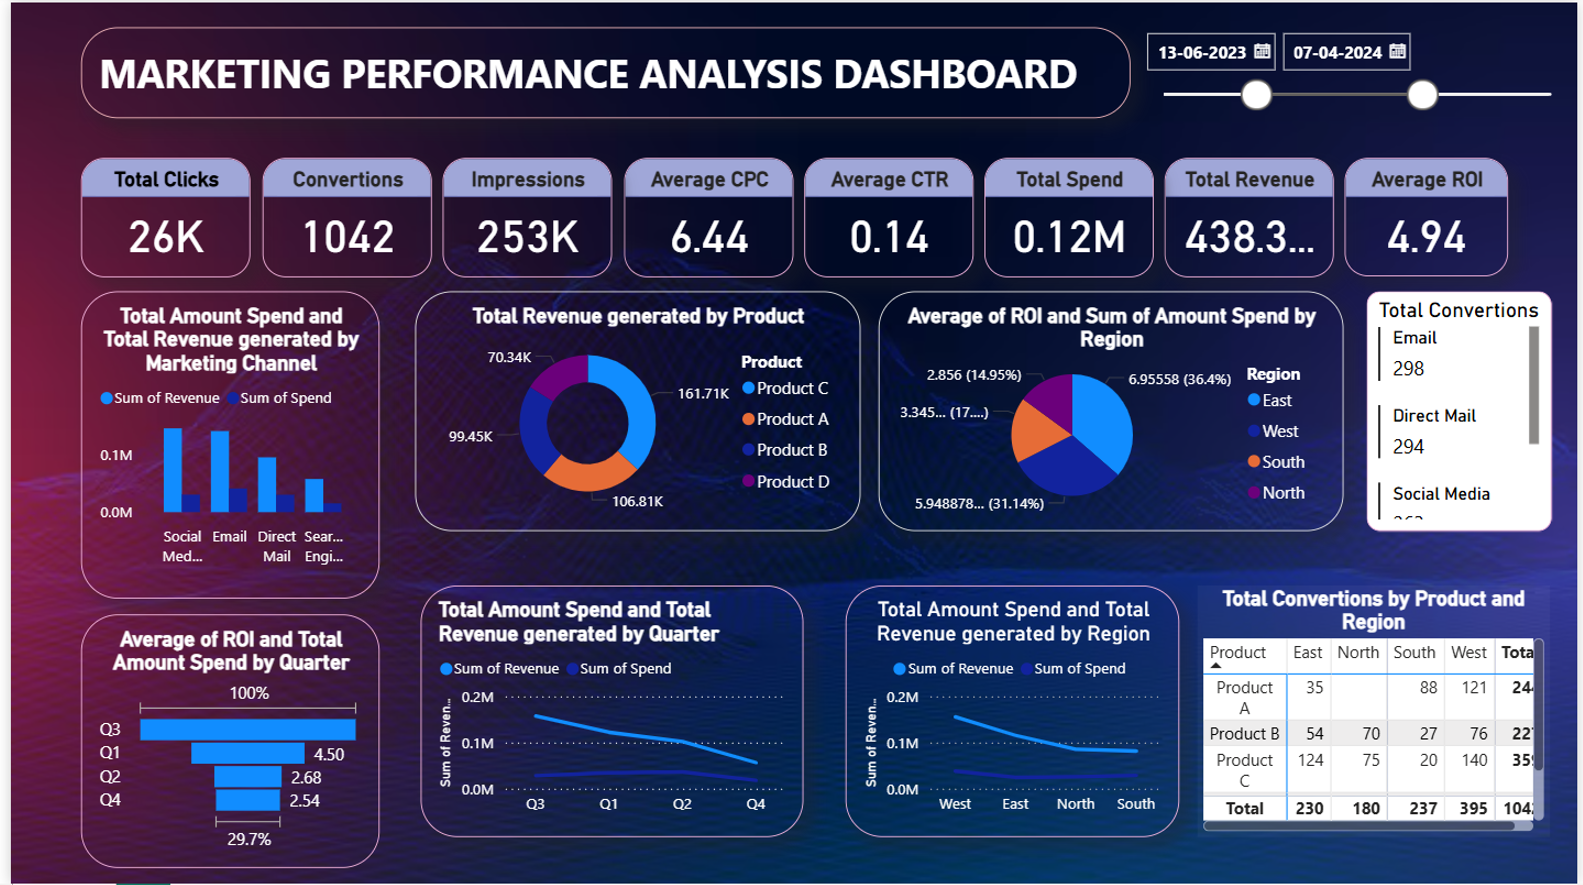 MARKETING PERFORMANCE ANALYSIS DASHBOARD
13-06-2023
07-04-2024
Total Clicks
26K
Convertions
1042
Impressions
253K
Average CPC
6.44
Average CTR
0.14
Total Spend
0.12M
Total Revenue
438.3...
Average ROI
4.94
Total Amount Spend and
Total Revenue generated by
Marketing Channel
Sum of Revenue Sum of Spend
0.1M
0.0M
Social
Med...
Email
Direct
Mail
Sear...
Engi...
Total Revenue generated by Product
70.34K
161.71K
99.45K
106.81K
Product
Product C
Product A
Product B
Product D
Average of ROI and Sum of Amount Spend by
Region
2.856 (14.95%)
6.95558 (36.4%)
3.345... (17....)
5.948878... (31.14%)
Region
East
West
South
North
Total Convertions
Email
298
Direct Mail
294
Social Media
Average of ROI and Total
Amount Spend by Quarter
100%
Q3
Q1 4.50
Q2 2.68
Q4 2.54
29.7%
Total Amount Spend and Total
Revenue generated by Quarter
Sum of Revenue Sum of Spend
Sum of Reven...
0.2M
0.1M
0.0M
Q3 Q1 Q2 Q4
Total Amount Spend and Total
Revenue generated by Region
Sum of Revenue Sum of Spend
Sum of Reven...
0.2M
0.1M
0.0M
West East North South
Total Convertions by Product and
Region
Product East North South West Tota
Product
A
35 88 121 24
Product B 54 70 27 76 22
Product
C
124 75 20 140 35
Total 230 180 237 395 104